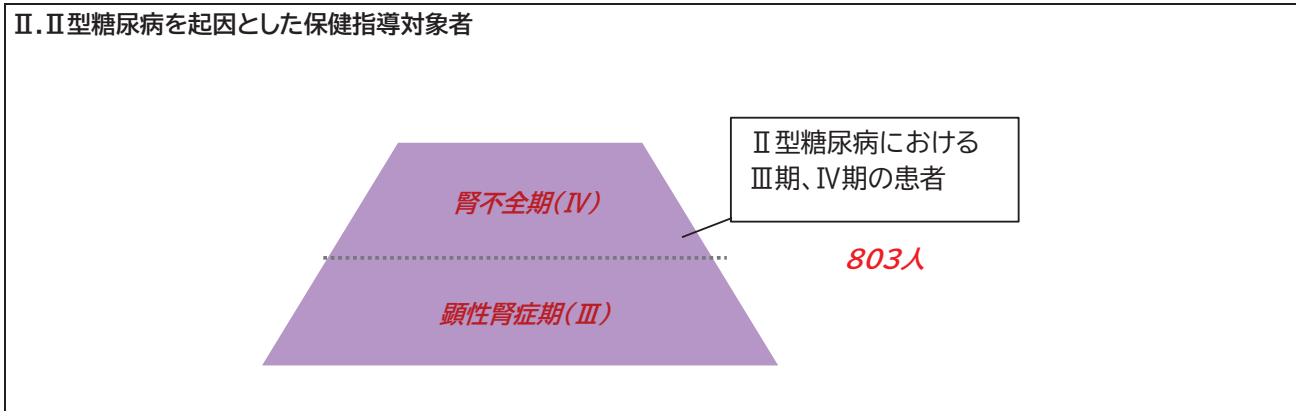 Ⅱ.Ⅱ型糖尿病を起因とした保健指導対象者
Ⅱ型糖尿病における
Ⅲ期、Ⅳ期の患者
腎不全期(Ⅳ)
803人
顕性腎症期(Ⅲ)